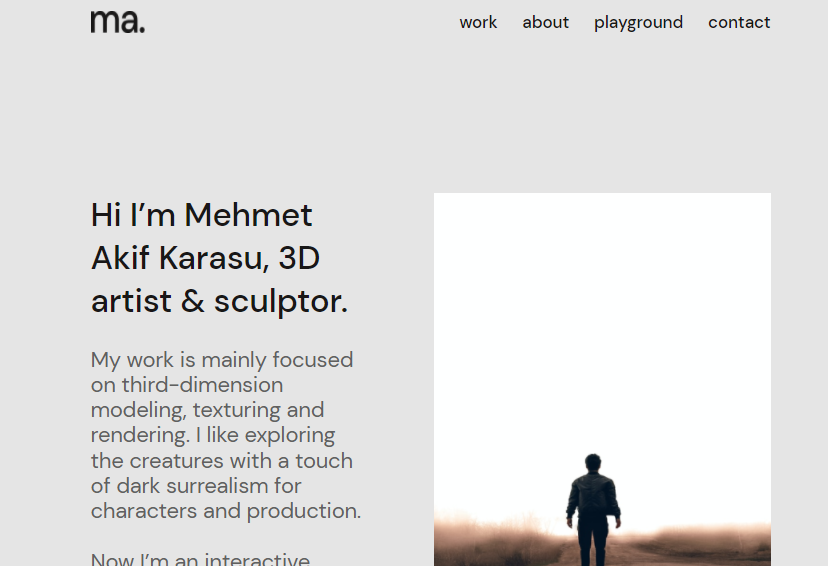 ma.
work about playground contact
Hi I’m Mehmet
Akif Karasu, 3D
artist & sculptor.
My work is mainly focused
on third-dimension
modeling, texturing and
rendering. I like exploring
the creatures with a touch
of dark surrealism for
characters and production.
Now I’m an interactive